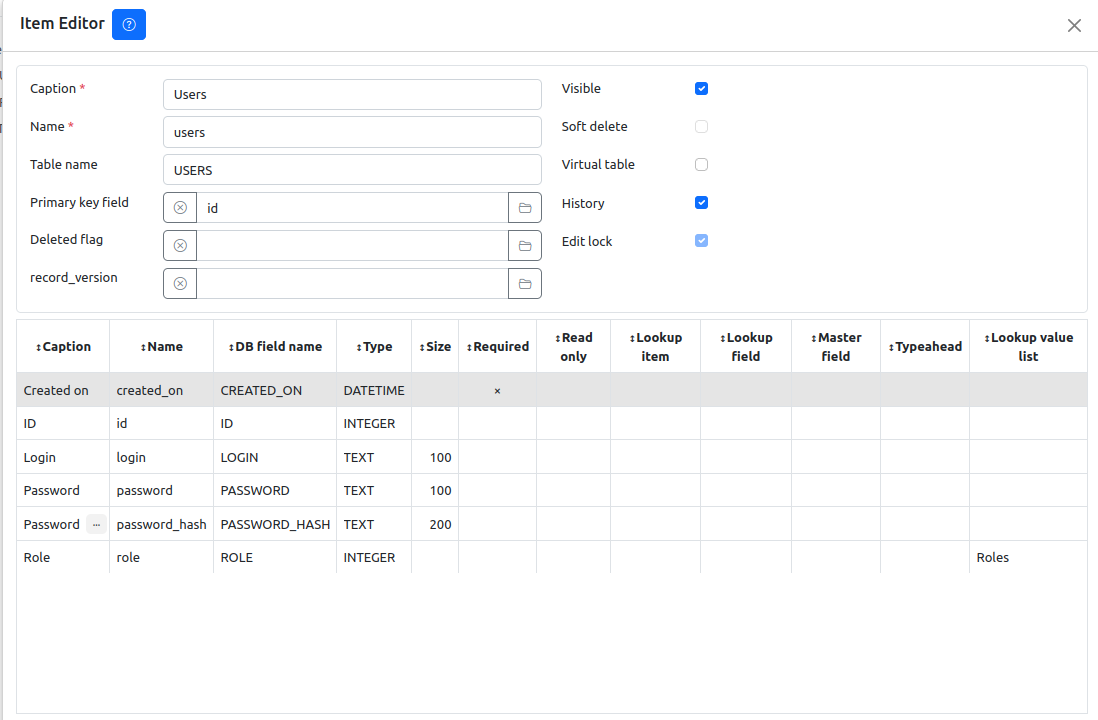 Item Editor
Caption * Users
Name * users
Table name USERS
Primary key field id
Deleted flag
record_version
Visible
Soft delete
Virtual table
History
Edit lock
Caption Name DB field name Type Size Required Read only Lookup item Lookup field Master field Typeahead Lookup value list
Created on created_on CREATED_ON DATETIME ×
ID id ID INTEGER
Login login LOGIN TEXT 100
Password password PASSWORD TEXT 100
Password ... password_hash PASSWORD_HASH TEXT 200
Role role ROLE INTEGER Roles